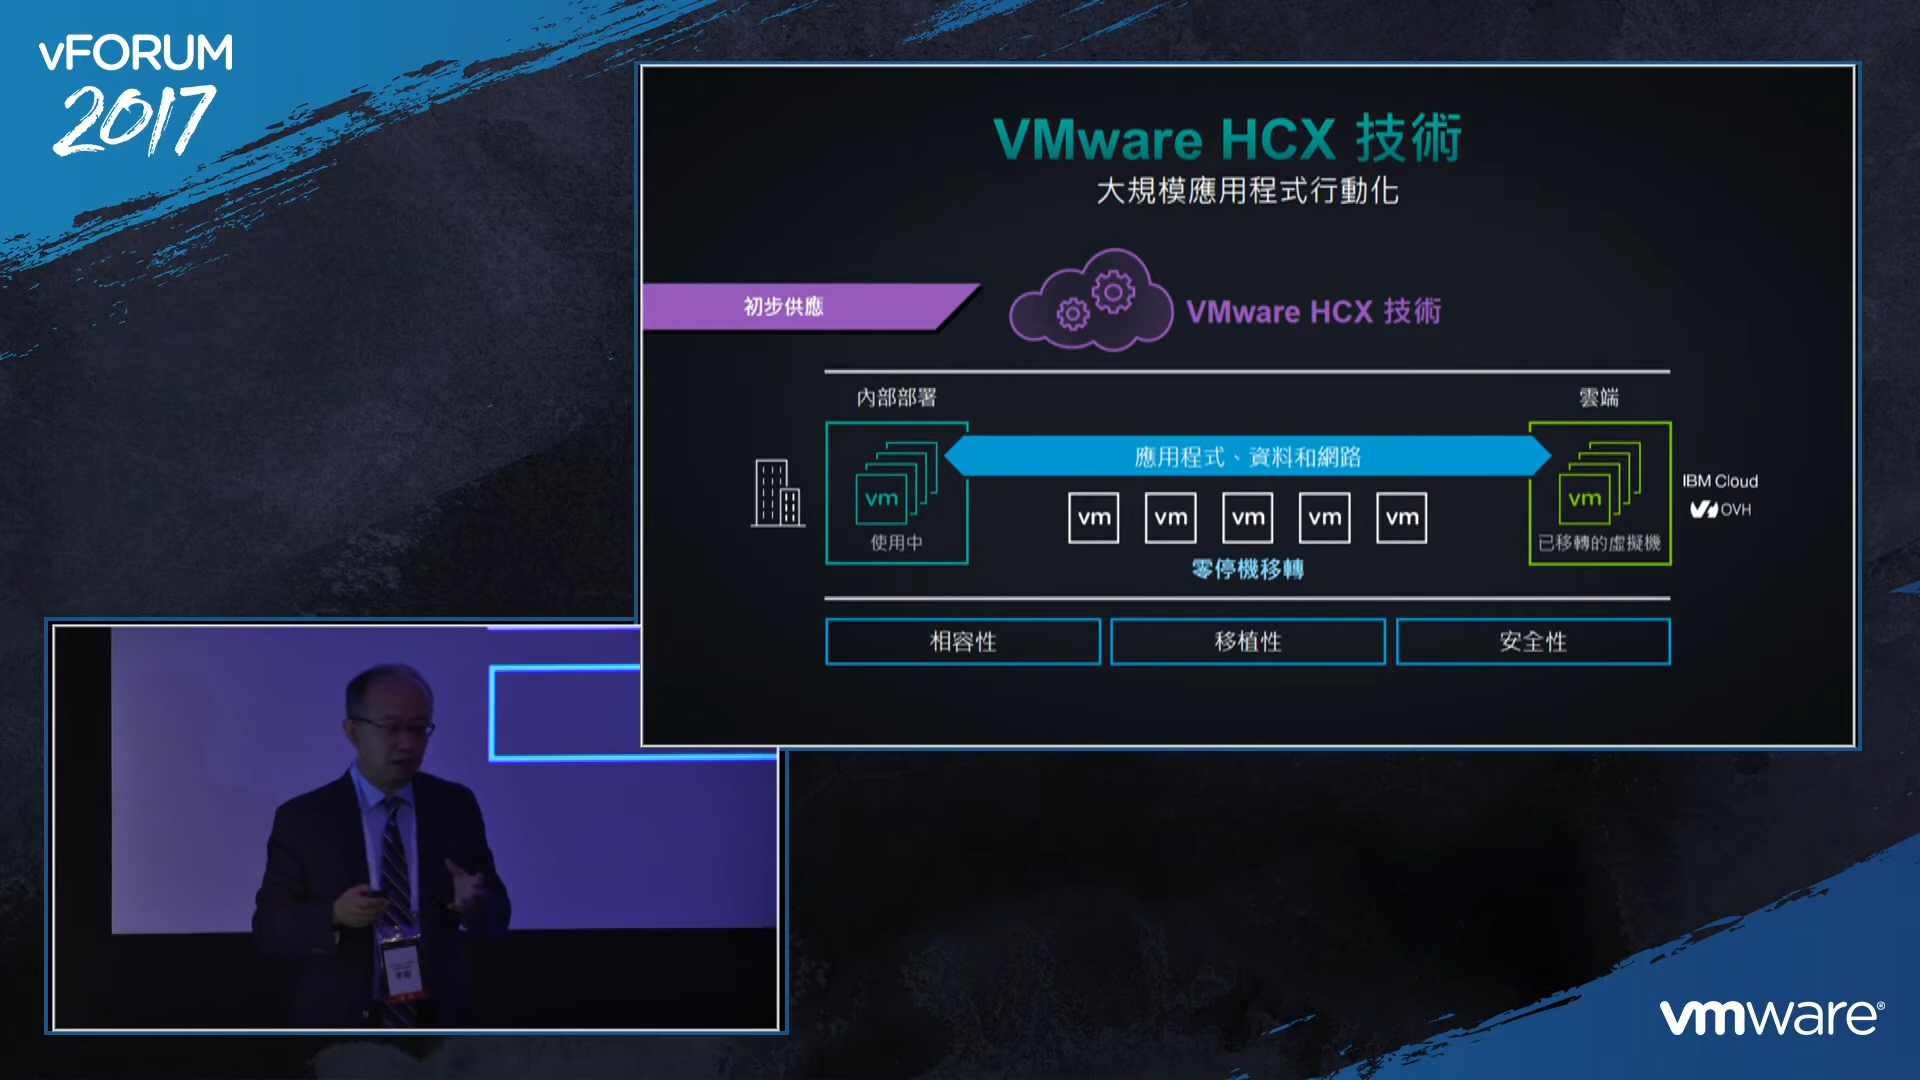 vFORUM
2017
VMware HCX 技術
大規模應用程式行動化
初步供應
VMware HCX 技術
內部部署
雲端
應用程式、資料和網路
vm
vm
vm
vm
vm
vm
vm
使用中
已移轉的虛擬機
IBM Cloud
OVH
零停機移轉
相容性
移植性
安全性
vmware®